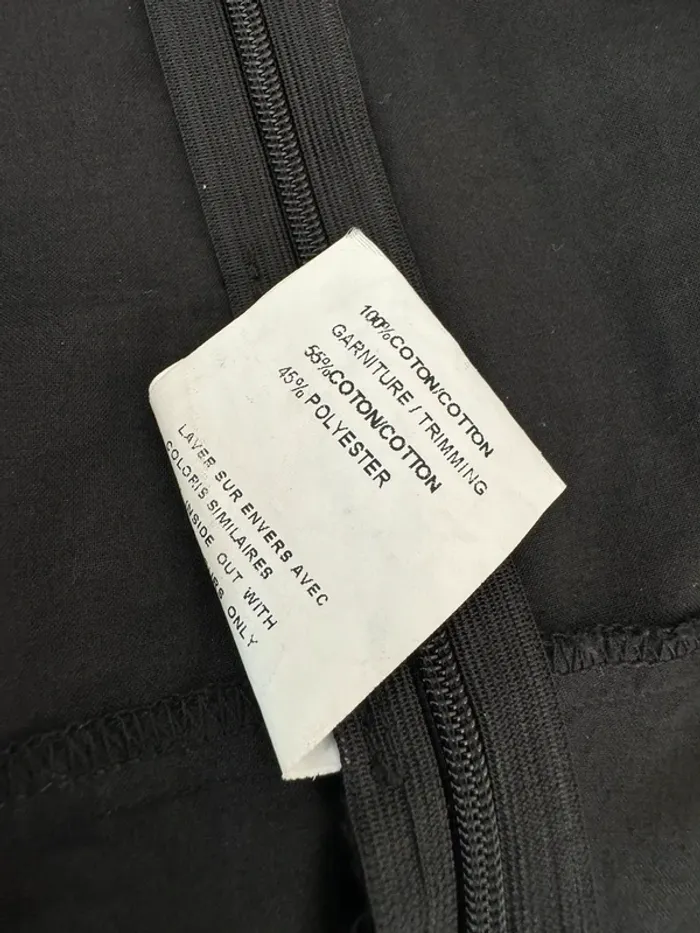 100%COTON/COTTON
GARNITURE / TRIMMING
55%COTON/COTTON
45% POLYESTER
LAVER SUR ENVERS AVEC
COLORIS SIMILAIRES
INSIDE OUT WITH
ONLY